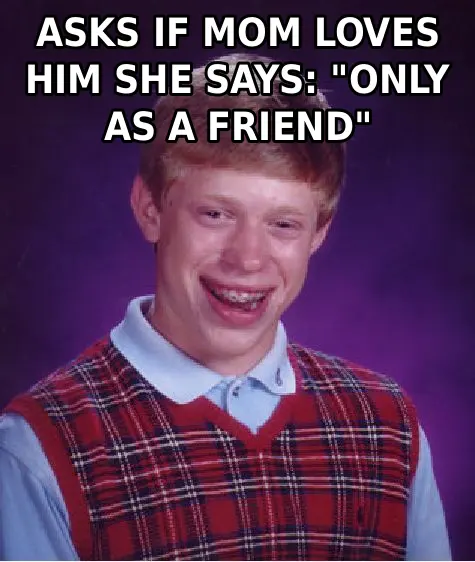 ASKS IF MOM LOVES
HIM SHE SAYS: "ONLY
AS A FRIEND"